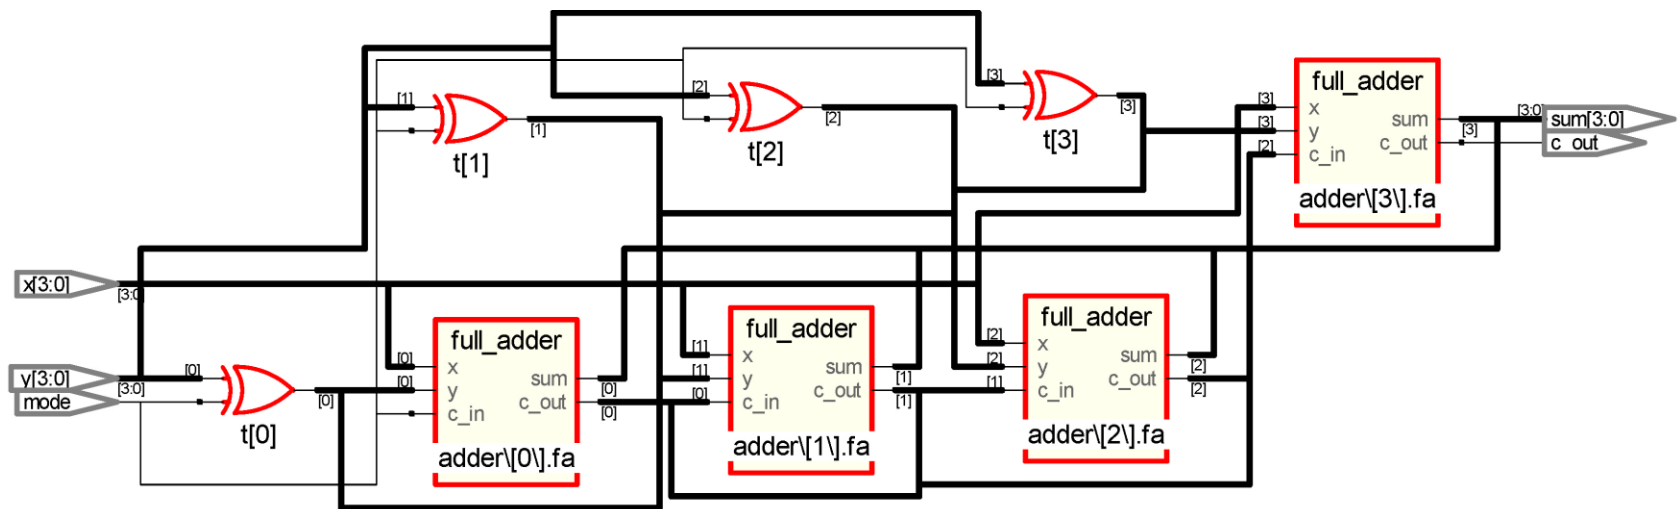 [3]
[3]
t[3]
[2]
[2]
t[2]
[1]
[1]
t[1]
full_adder
[3]
x
[3]
y
[2]
c_in
sum
[3]
c_out
adder\[3\].fa
[3:0]
sum[3:0]
c_out
x[3:0]
[3:0]
y[3:0]
[3:0]
mode
[0]
[0]
t[0]
full_adder
[0]
x
[0]
y
c_in
sum
[0]
c_out
[0]
adder\[0\].fa
full_adder
[1]
x
[1]
y
[0]
c_in
sum
[1]
c_out
[1]
adder\[1\].fa
full_adder
[2]
x
[2]
y
[1]
c_in
sum
[2]
c_out
[2]
adder\[2\].fa